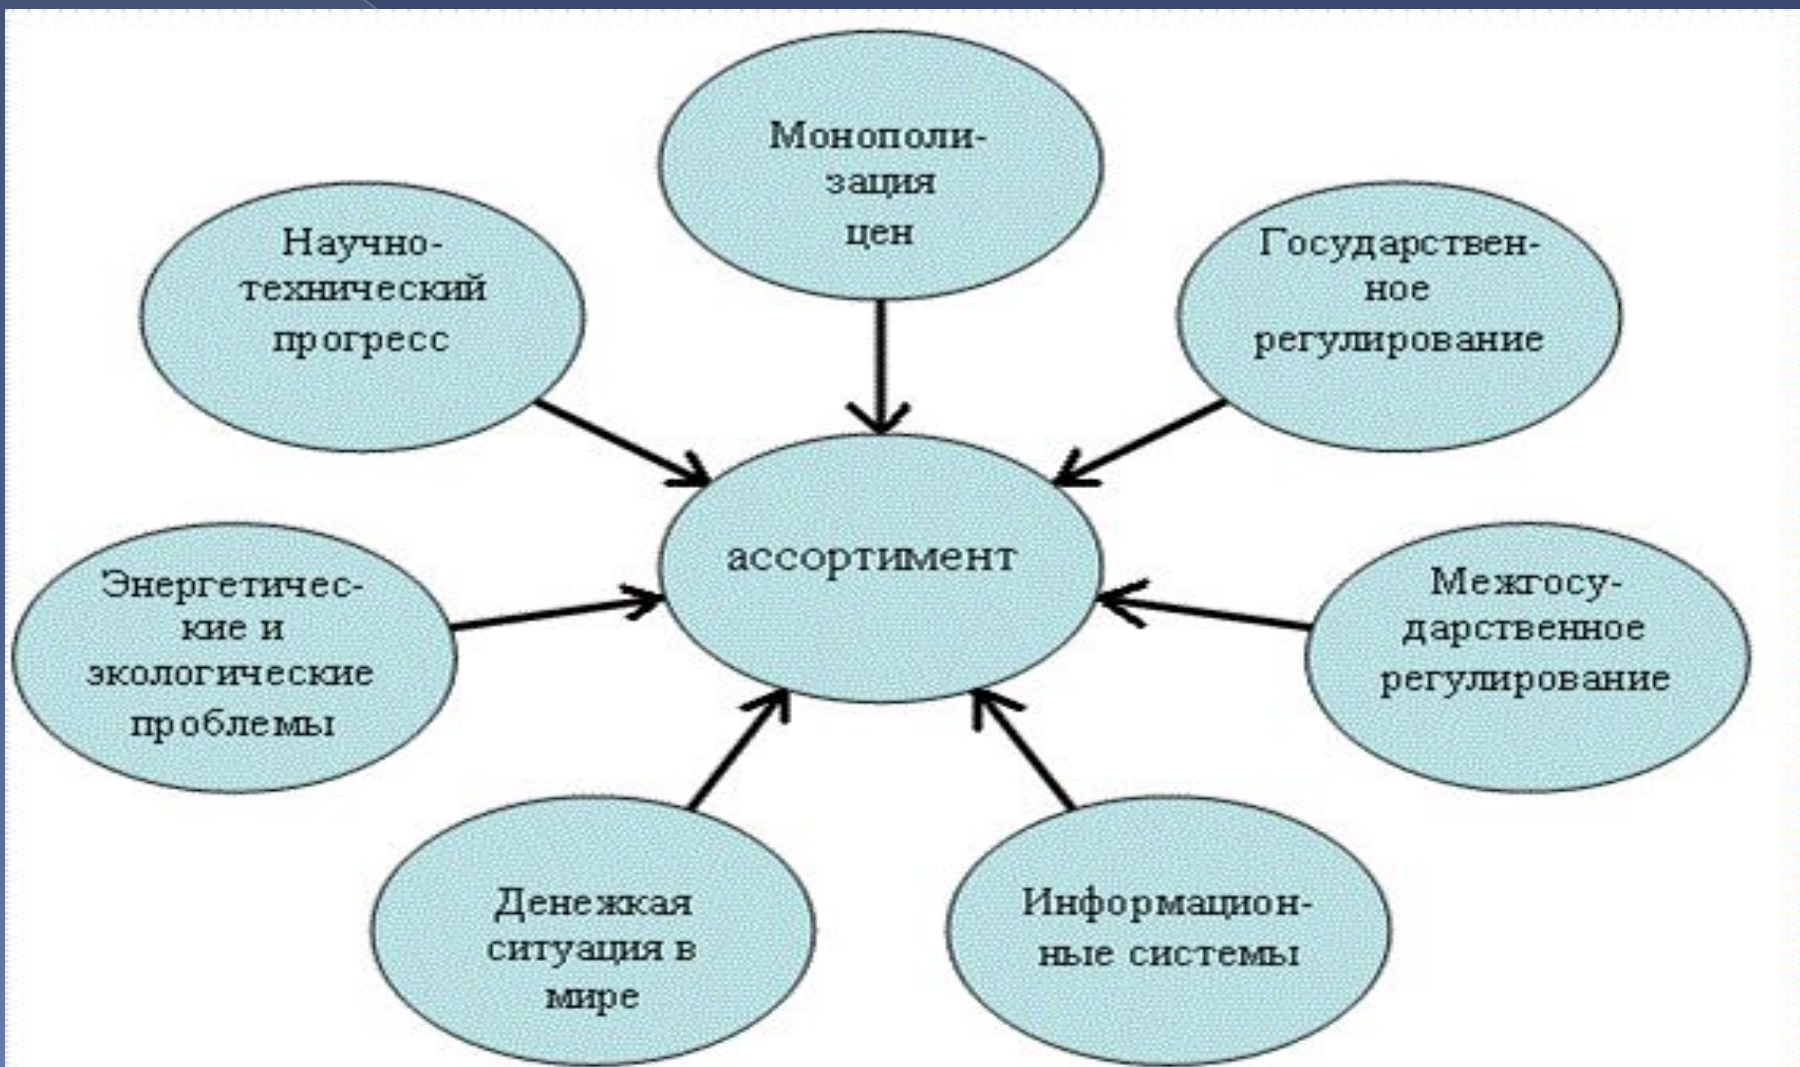 Монополи-
зация
цен
Научно-
технический
прогресс
Государствен-
ное
регулирование
ассортимент
Энергетичес-
кие и
экологические
проблемы
Межгосу-
дарственное
регулирование
Денежкая
ситуация в
мире
Информацион-
ные системы